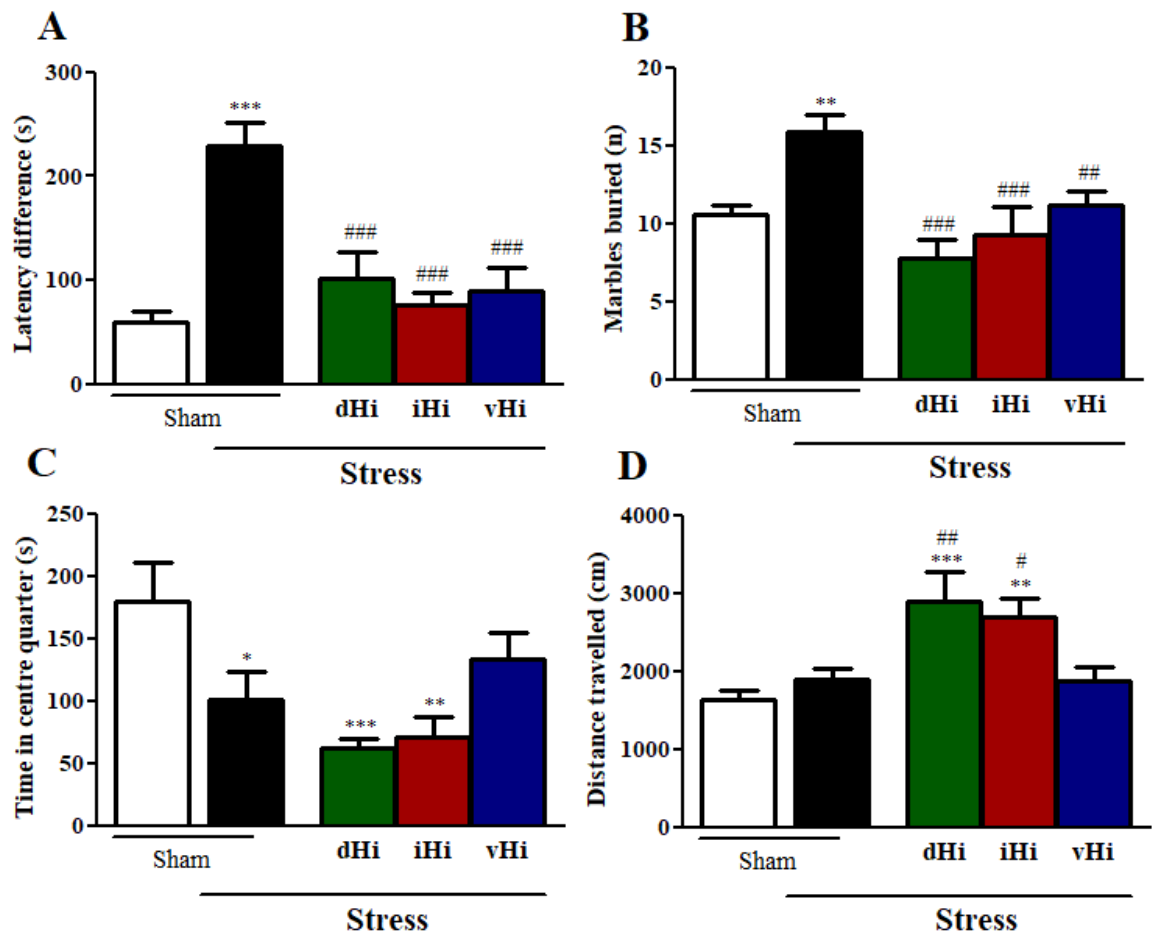 A
Latency difference (s)
300
200
100
0
***
###
###
###
Sham
dHi iHi vHi
Stress
B
Marbles buried (n)
20
15
10
5
0
**
###
###
##
Sham
dHi iHi vHi
Stress
C
Time in centre quarter (s)
250
200
150
100
50
0
*
***
**
Sham
dHi iHi vHi
Stress
D
Distance travelled (cm)
4000
3000
2000
1000
0
##
***
#
**
Sham
dHi iHi vHi
Stress